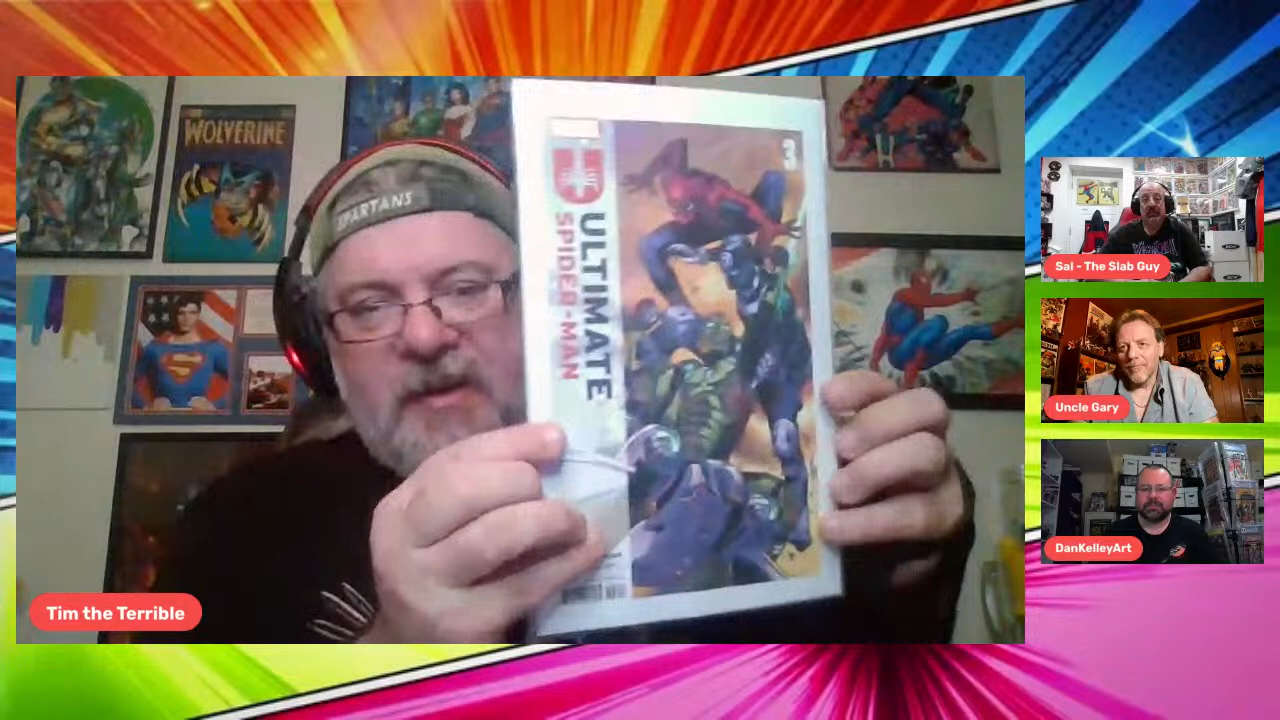 WOLVERINE
SPARTANS
3
ULTIMATE
SPIDER-MAN
Sal - The Slab Guy
Uncle Gary
DanKelleyArt
Tim the Terrible